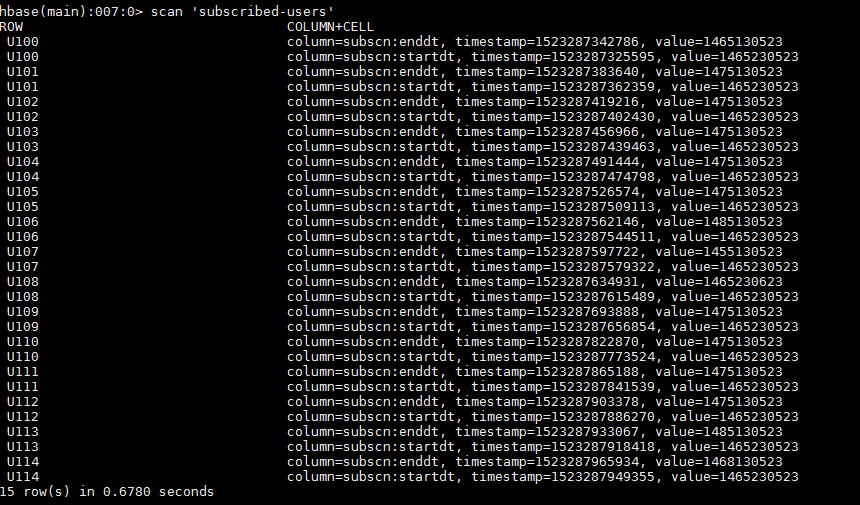 hbase(main):007:0> scan 'subscribed-users'
ROW COLUMN+CELL
U100 column=subscn:enddt, timestamp=1523287342786, value=1465130523
U100 column=subscn:startdt, timestamp=1523287325595, value=1465230523
U101 column=subscn:enddt, timestamp=1523287383640, value=1475130523
U101 column=subscn:startdt, timestamp=1523287362359, value=1465230523
U102 column=subscn:enddt, timestamp=1523287419216, value=1475130523
U102 column=subscn:startdt, timestamp=1523287402430, value=1465230523
U103 column=subscn:enddt, timestamp=1523287456966, value=1475130523
U103 column=subscn:startdt, timestamp=1523287439463, value=1465230523
U104 column=subscn:enddt, timestamp=1523287491444, value=1475130523
U104 column=subscn:startdt, timestamp=1523287474798, value=1465230523
U105 column=subscn:enddt, timestamp=1523287526574, value=1475130523
U105 column=subscn:startdt, timestamp=1523287509113, value=1465230523
U106 column=subscn:enddt, timestamp=1523287562146, value=1485130523
U106 column=subscn:startdt, timestamp=1523287544511, value=1465230523
U107 column=subscn:enddt, timestamp=1523287597722, value=1455130523
U107 column=subscn:startdt, timestamp=1523287579322, value=1465230523
U108 column=subscn:enddt, timestamp=1523287634931, value=1465230623
U108 column=subscn:startdt, timestamp=1523287615489, value=1465230523
U109 column=subscn:enddt, timestamp=1523287693888, value=1475130523
U109 column=subscn:startdt, timestamp=1523287656854, value=1465230523
U110 column=subscn:enddt, timestamp=1523287822870, value=1475130523
U110 column=subscn:startdt, timestamp=1523287773524, value=1465230523
U111 column=subscn:enddt, timestamp=1523287865188, value=1475130523
U111 column=subscn:startdt, timestamp=1523287841539, value=1465230523
U112 column=subscn:enddt, timestamp=1523287903378, value=1475130523
U112 column=subscn:startdt, timestamp=1523287886270, value=1465230523
U113 column=subscn:enddt, timestamp=1523287933067, value=1485130523
U113 column=subscn:startdt, timestamp=1523287918418, value=1465230523
U114 column=subscn:enddt, timestamp=1523287965934, value=1468130523
U114 column=subscn:startdt, timestamp=1523287949355, value=1465230523
15 row(s) in 0.6780 seconds